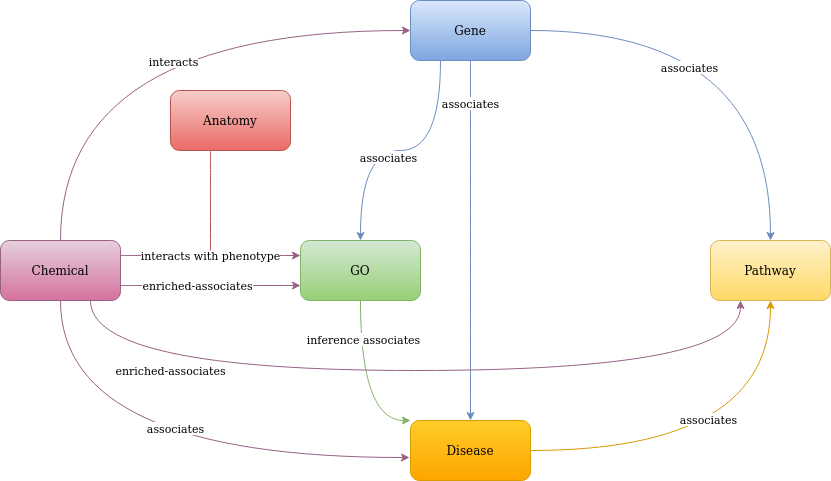 Gene
interacts
associates
associates
Anatomy
associates
interacts with phenotype
Chemical
GO
Pathway
enriched-associates
inference associates
enriched-associates
associates
associates
Disease